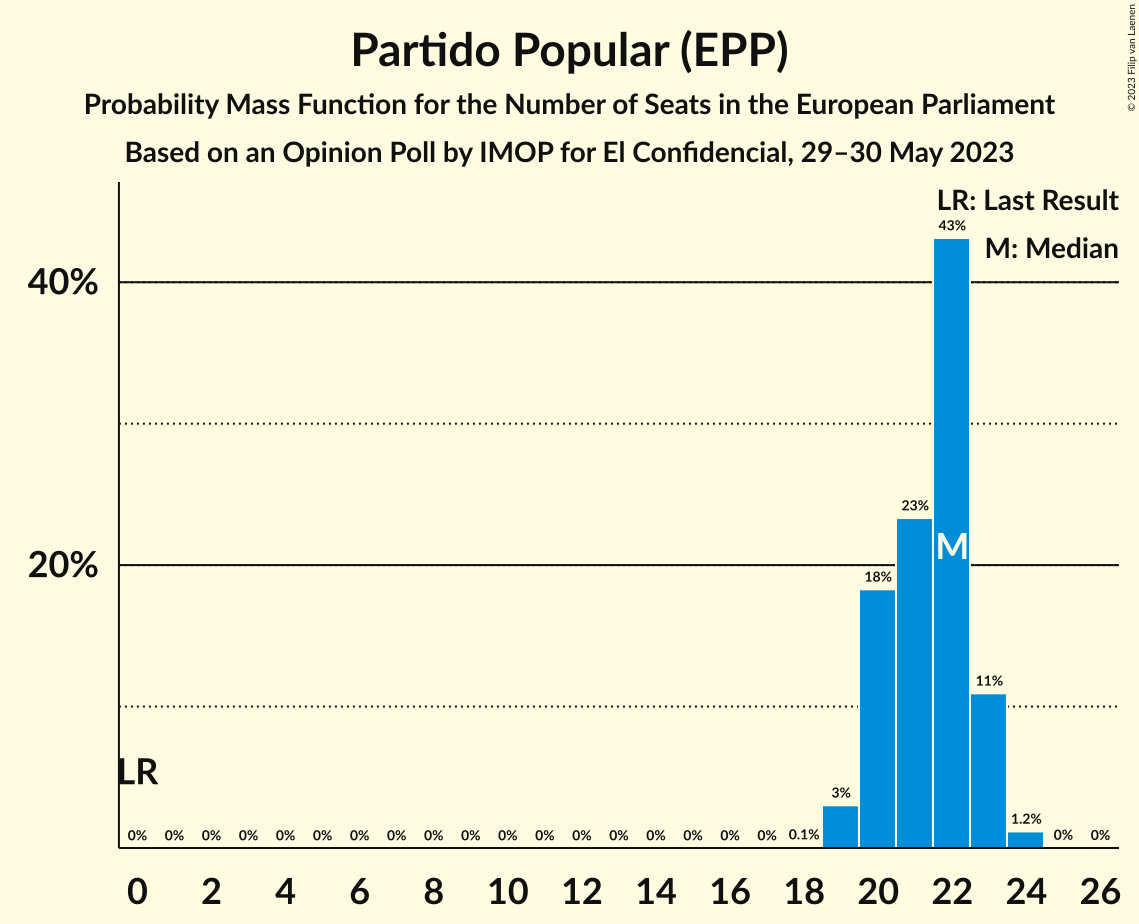 Partido Popular (EPP)
Probability Mass Function for the Number of Seats in the European Parliament
Based on an Opinion Poll by IMOP for El Confidencial, 29–30 May 2023
© 2023 Filip van Laenen
LR: Last Result
M: Median
43%
40%
23%
M
20%
18%
11%
LR
3%
1.2%
0% 0% 0% 0% 0% 0% 0% 0% 0% 0% 0% 0% 0% 0% 0% 0% 0% 0% 0.1% 0% 0%
0 2 4 6 8 10 12 14 16 18 20 22 24 26